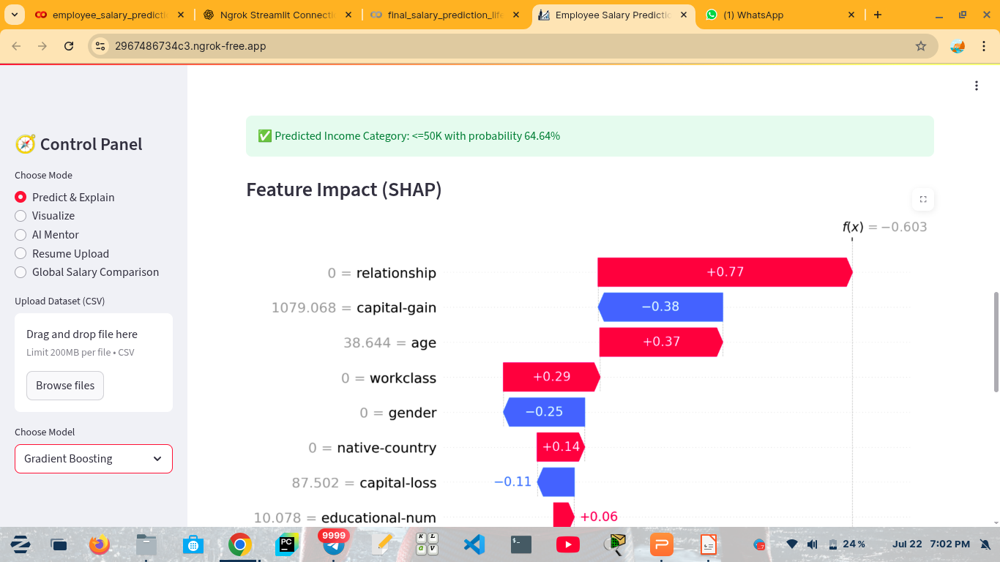 employee_salary_predicti
Ngrok Streamlit Connecti
final_salary_prediction_life
Employee Salary Predictio
(1) WhatsApp
2967486734c3.ngrok-free.app
🧭 Control Panel
Choose Mode
Predict & Explain
Visualize
AI Mentor
Resume Upload
Global Salary Comparison
Upload Dataset (CSV)
Drag and drop file here
Limit 200MB per file • CSV
Browse files
Choose Model
Gradient Boosting
✅ Predicted Income Category: <=50K with probability 64.64%
Feature Impact (SHAP)
f(x) = −0.603
0 = relationship +0.77
1079.068 = capital-gain −0.38
38.644 = age +0.37
0 = workclass +0.29
0 = gender −0.25
0 = native-country +0.14
87.502 = capital-loss −0.11
10.078 = educational-num +0.06
PC
9999
K L
a V
24 % Jul 22 7:02 PM